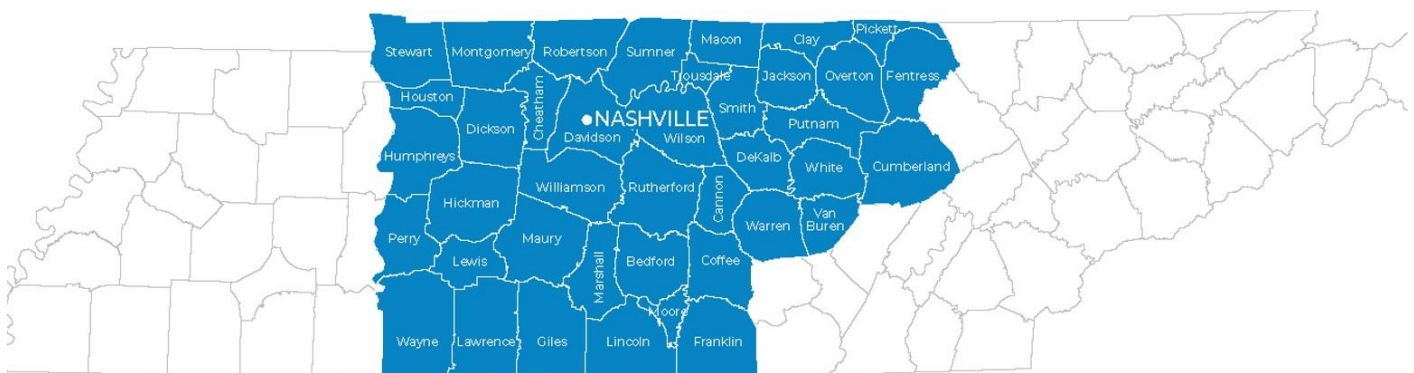 Stewart
Montgomery
Robertson
Sumner
Macon
Clay
Pickett
Trousdale
Jackson
Overton
Fentress
Houston
Cheatham
Dickson
Smith
NASHVILLE
Davidson
Wilson
Putnam
Humphreys
DeKalb
White
Cumberland
Williamson
Rutherford
Cannon
Hickman
Warren
Van
Buren
Perry
Maury
Lewis
Marshall
Bedford
Coffee
Moore
Wayne
Lawrence
Giles
Lincoln
Franklin